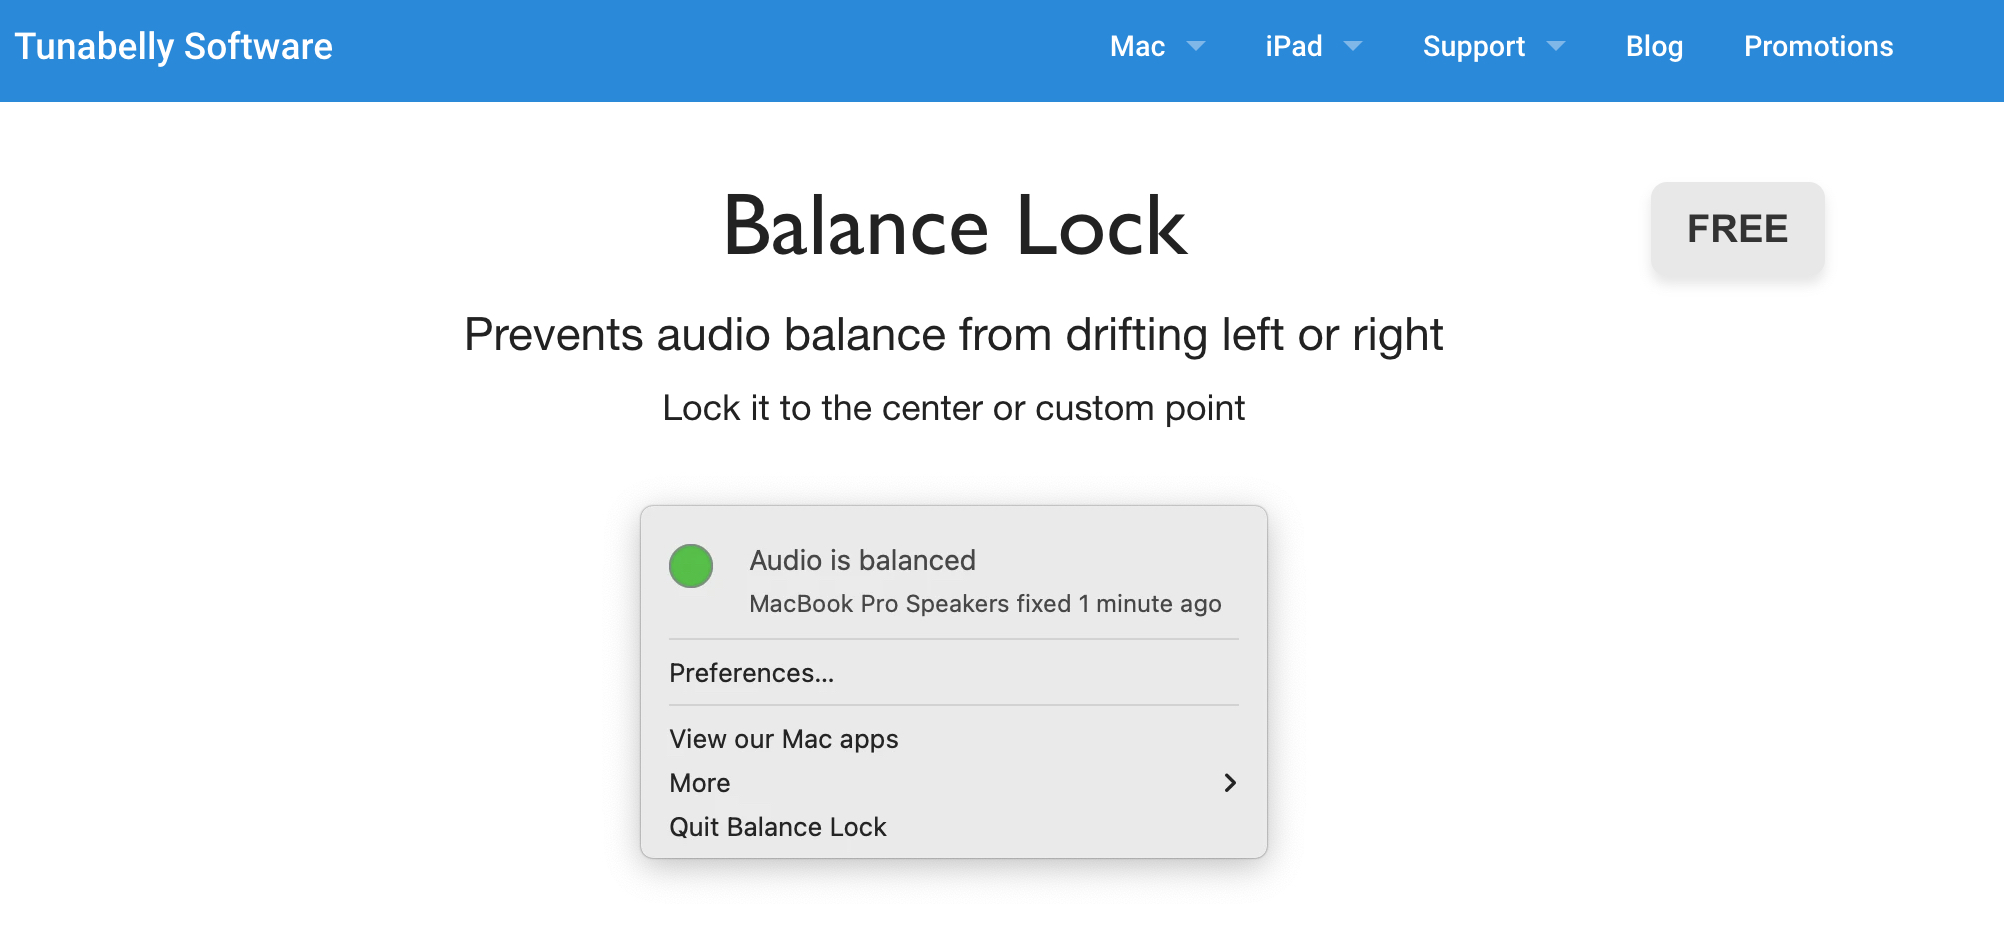 Tunabelly Software
Mac
iPad
Support
Blog
Promotions
Balance Lock
FREE
Prevents audio balance from drifting left or right
Lock it to the center or custom point
Audio is balanced
MacBook Pro Speakers fixed 1 minute ago
Preferences...
View our Mac apps
More
Quit Balance Lock